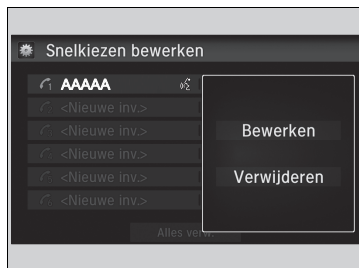 Snelkiezen bewerken
AAAAA
<Nieuwe inv.>
<Nieuwe inv.>
<Nieuwe inv.>
<Nieuwe inv.>
<Nieuwe inv.>
Bewerken
Verwijderen
Alles verw.